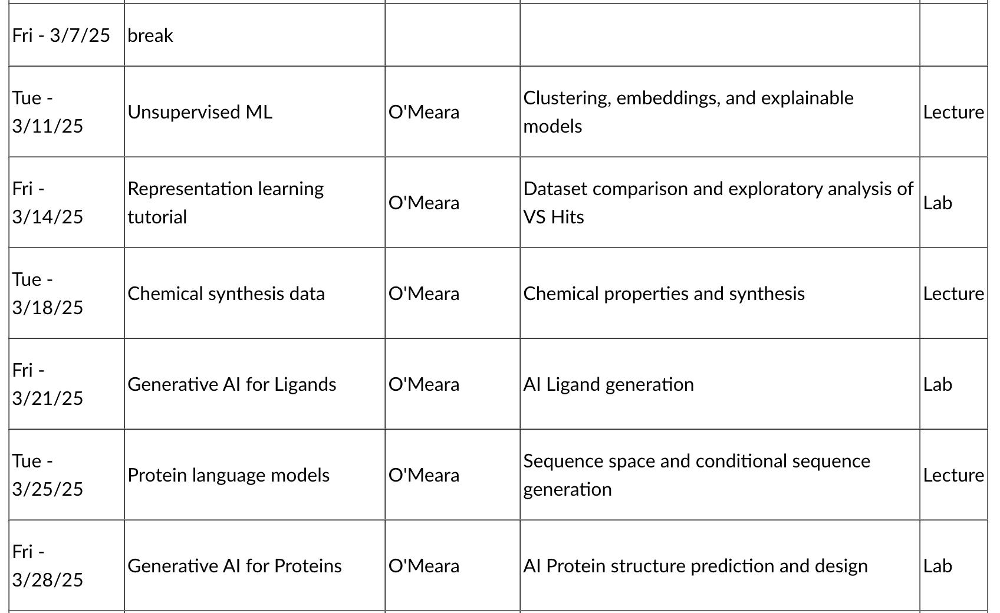 Fri - 3/7/25 break
Tue -
3/11/25
Unsupervised ML
O'Meara
Clustering, embeddings, and explainable
models
Lecture
Fri -
3/14/25
Representation learning
tutorial
O'Meara
Dataset comparison and exploratory analysis of
VS Hits
Lab
Tue -
3/18/25
Chemical synthesis data
O'Meara
Chemical properties and synthesis
Lecture
Fri -
3/21/25
Generative AI for Ligands
O'Meara
AI Ligand generation
Lab
Tue -
3/25/25
Protein language models
O'Meara
Sequence space and conditional sequence
generation
Lecture
Fri -
3/28/25
Generative AI for Proteins
O'Meara
AI Protein structure prediction and design
Lab